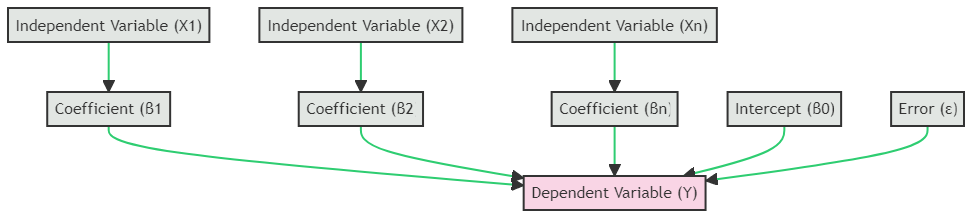 Independent Variable (X1)
Independent Variable (X2)
Independent Variable (Xn)
Coefficient (β1
Coefficient (β2
Coefficient (βn)
Intercept (β0)
Error (ε)
Dependent Variable (Y)